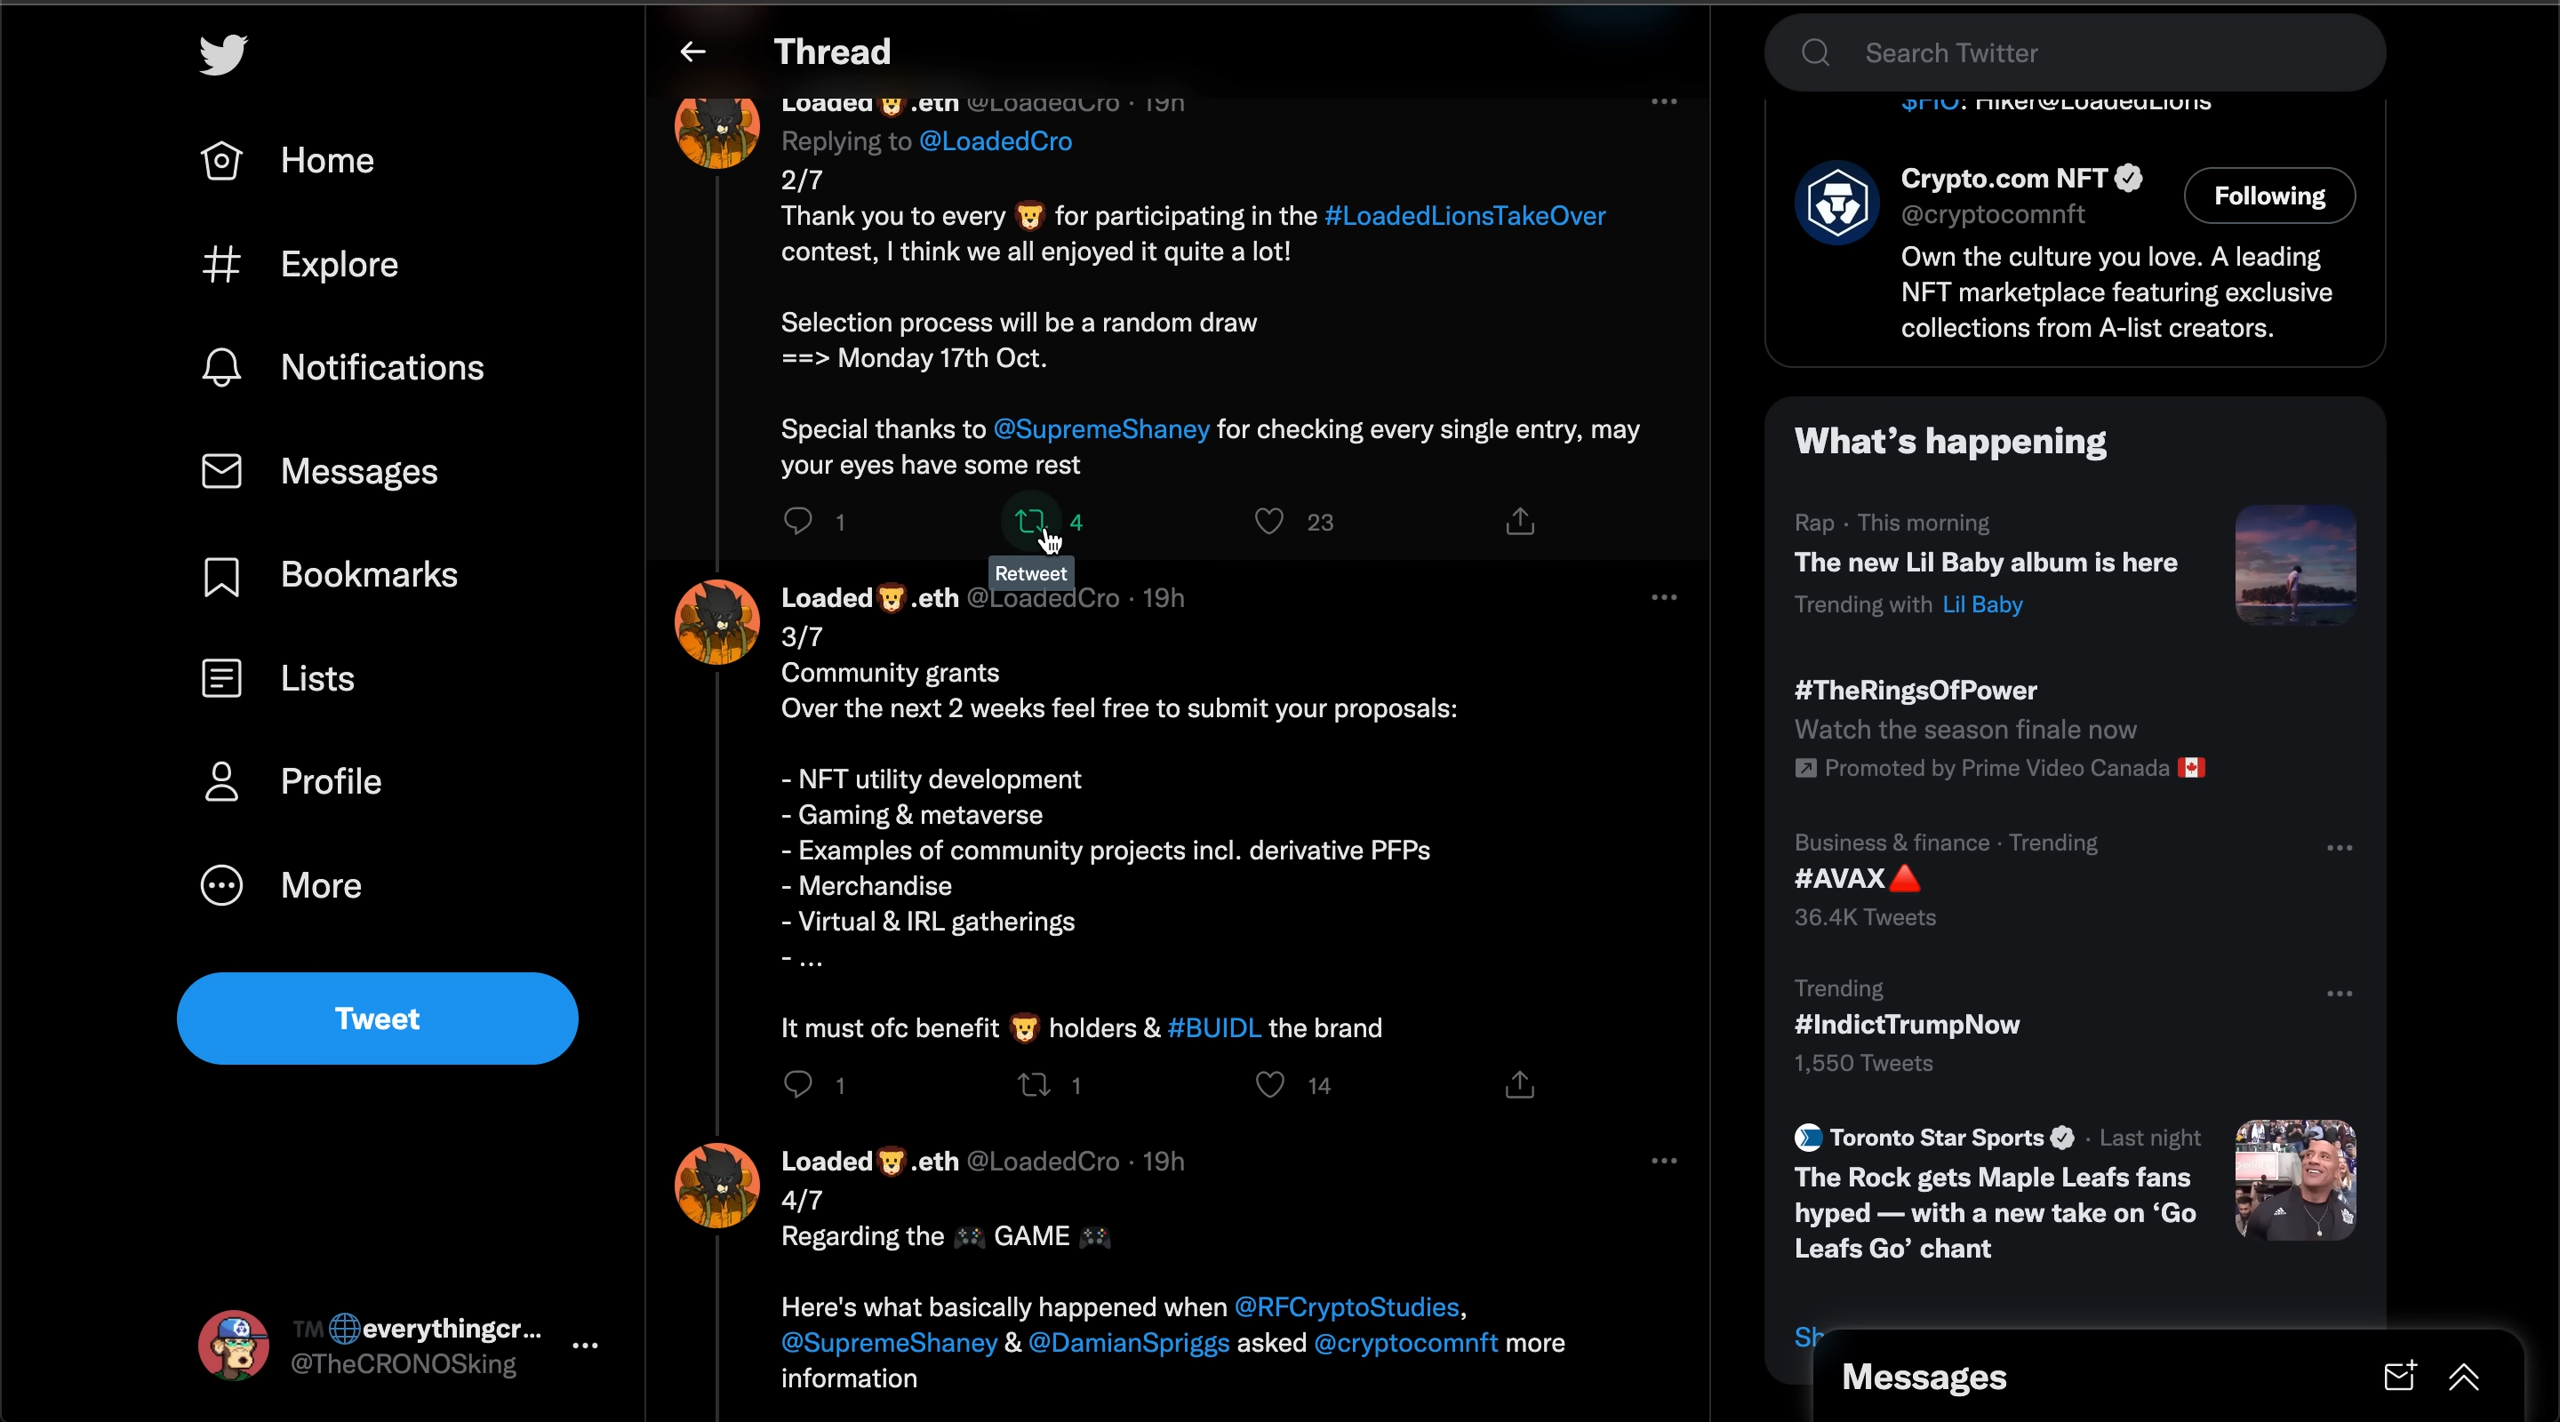 Home
Explore
Notifications
Messages
Bookmarks
Lists
Profile
More
Tweet
TM🌐everythingcr...
@TheCRONOSking
Thread
Loaded🦁.eth @LoadedCro · 19h
Replying to @LoadedCro
2/7
Thank you to every 🦁 for participating in the #LoadedLionsTakeOver
contest, I think we all enjoyed it quite a lot!
Selection process will be a random draw
==> Monday 17th Oct.
Special thanks to @SupremeShaney for checking every single entry, may
your eyes have some rest
1 4 23
Retweet
Loaded🦁.eth @LoadedCro · 19h
3/7
Community grants
Over the next 2 weeks feel free to submit your proposals:
- NFT utility development
- Gaming & metaverse
- Examples of community projects incl. derivative PFPs
- Merchandise
- Virtual & IRL gatherings
- ...
It must ofc benefit 🦁 holders & #BUIDL the brand
1 1 14
Loaded🦁.eth @LoadedCro · 19h
4/7
Regarding the 🎮 GAME 🎮
Here's what basically happened when @RFCryptoStudies,
@SupremeShaney & @DamianSpriggs asked @cryptocomnft more
information
Search Twitter
$FIO: Hiker@LoadedLions
Crypto.com NFT
@cryptocomnft
Following
Own the culture you love. A leading
NFT marketplace featuring exclusive
collections from A-list creators.
What's happening
Rap · This morning
The new Lil Baby album is here
Trending with Lil Baby
#TheRingsOfPower
Watch the season finale now
Promoted by Prime Video Canada 🇨🇦
Business & finance · Trending
#AVAX🔺
36.4K Tweets
Trending
#IndictTrumpNow
1,550 Tweets
Toronto Star Sports · Last night
The Rock gets Maple Leafs fans
hyped — with a new take on ‘Go
Leafs Go’ chant
Sh
Messages